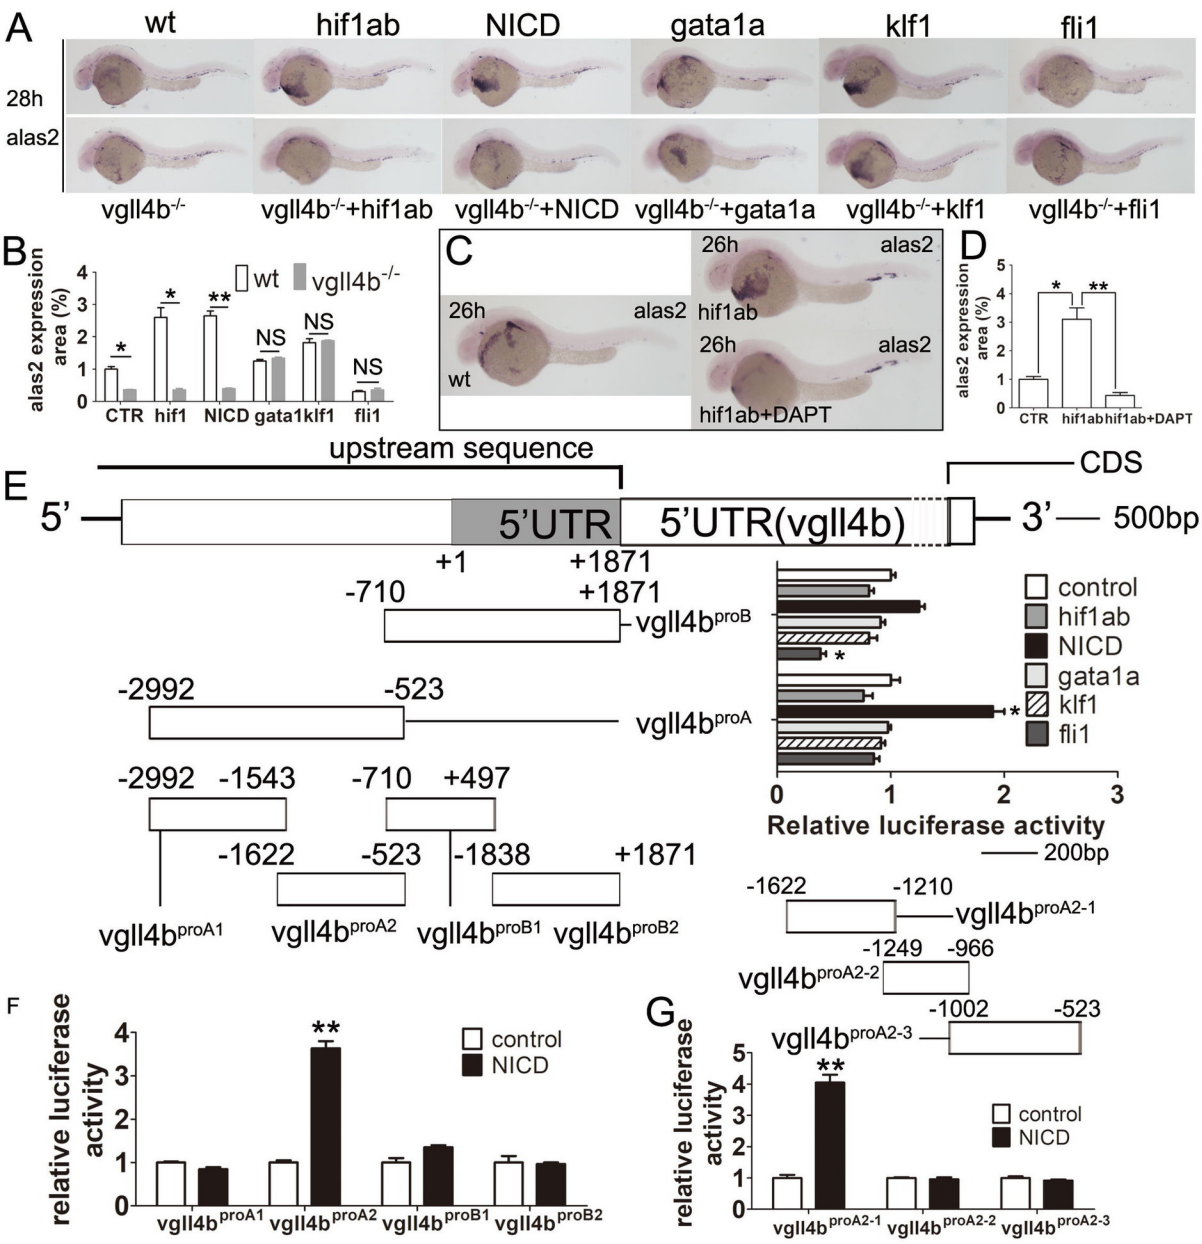 A
wt hif1ab NICD gata1a klf1 fli1
28h
alas2
vgll4b-/- vgll4b-/-+hif1ab vgll4b-/-+NICD vgll4b-/-+gata1a vgll4b-/-+klf1 vgll4b-/-+fli1
B
alas2 expression
area (%)
wt vgll4b-/-
4
3
2
1
0
* * ** NS NS NS
CTR hif1 NICD gata1 klf1 fli1
C
26h alas2
wt
26h alas2
hif1ab
26h alas2
hif1ab+DAPT
D
alas2 expression
area (%)
5
4
3
2
1
0
* **
CTR hif1ab hif1ab+DAPT
E
upstream sequence CDS
5’ 5’UTR 5’UTR(vgll4b) 3’ 500bp
+1 +1871
-710 +1871
vgll4bproB
-2992 -523
vgll4bproA
-2992 -1543 -710 +497
-1622 -523 -1838 +1871
vgll4bproA1 vgll4bproA2 vgll4bproB1 vgll4bproB2
control
hif1ab
NICD
gata1a
klf1
fli1
*
*
0 1 2 3
Relative luciferase activity
200bp
-1622 -1210
vgll4bproA2-1
-1249 -966
vgll4bproA2-2
-1002 -523
vgll4bproA2-3
F
relative luciferase
activity
4
3
2
1
0
**
control
NICD
vgll4bproA1 vgll4bproA2 vgll4bproB1 vgll4bproB2
G
relative luciferase
activity
5
4
3
2
1
0
**
control
NICD
vgll4bproA2-1 vgll4bproA2-2 vgll4bproA2-3